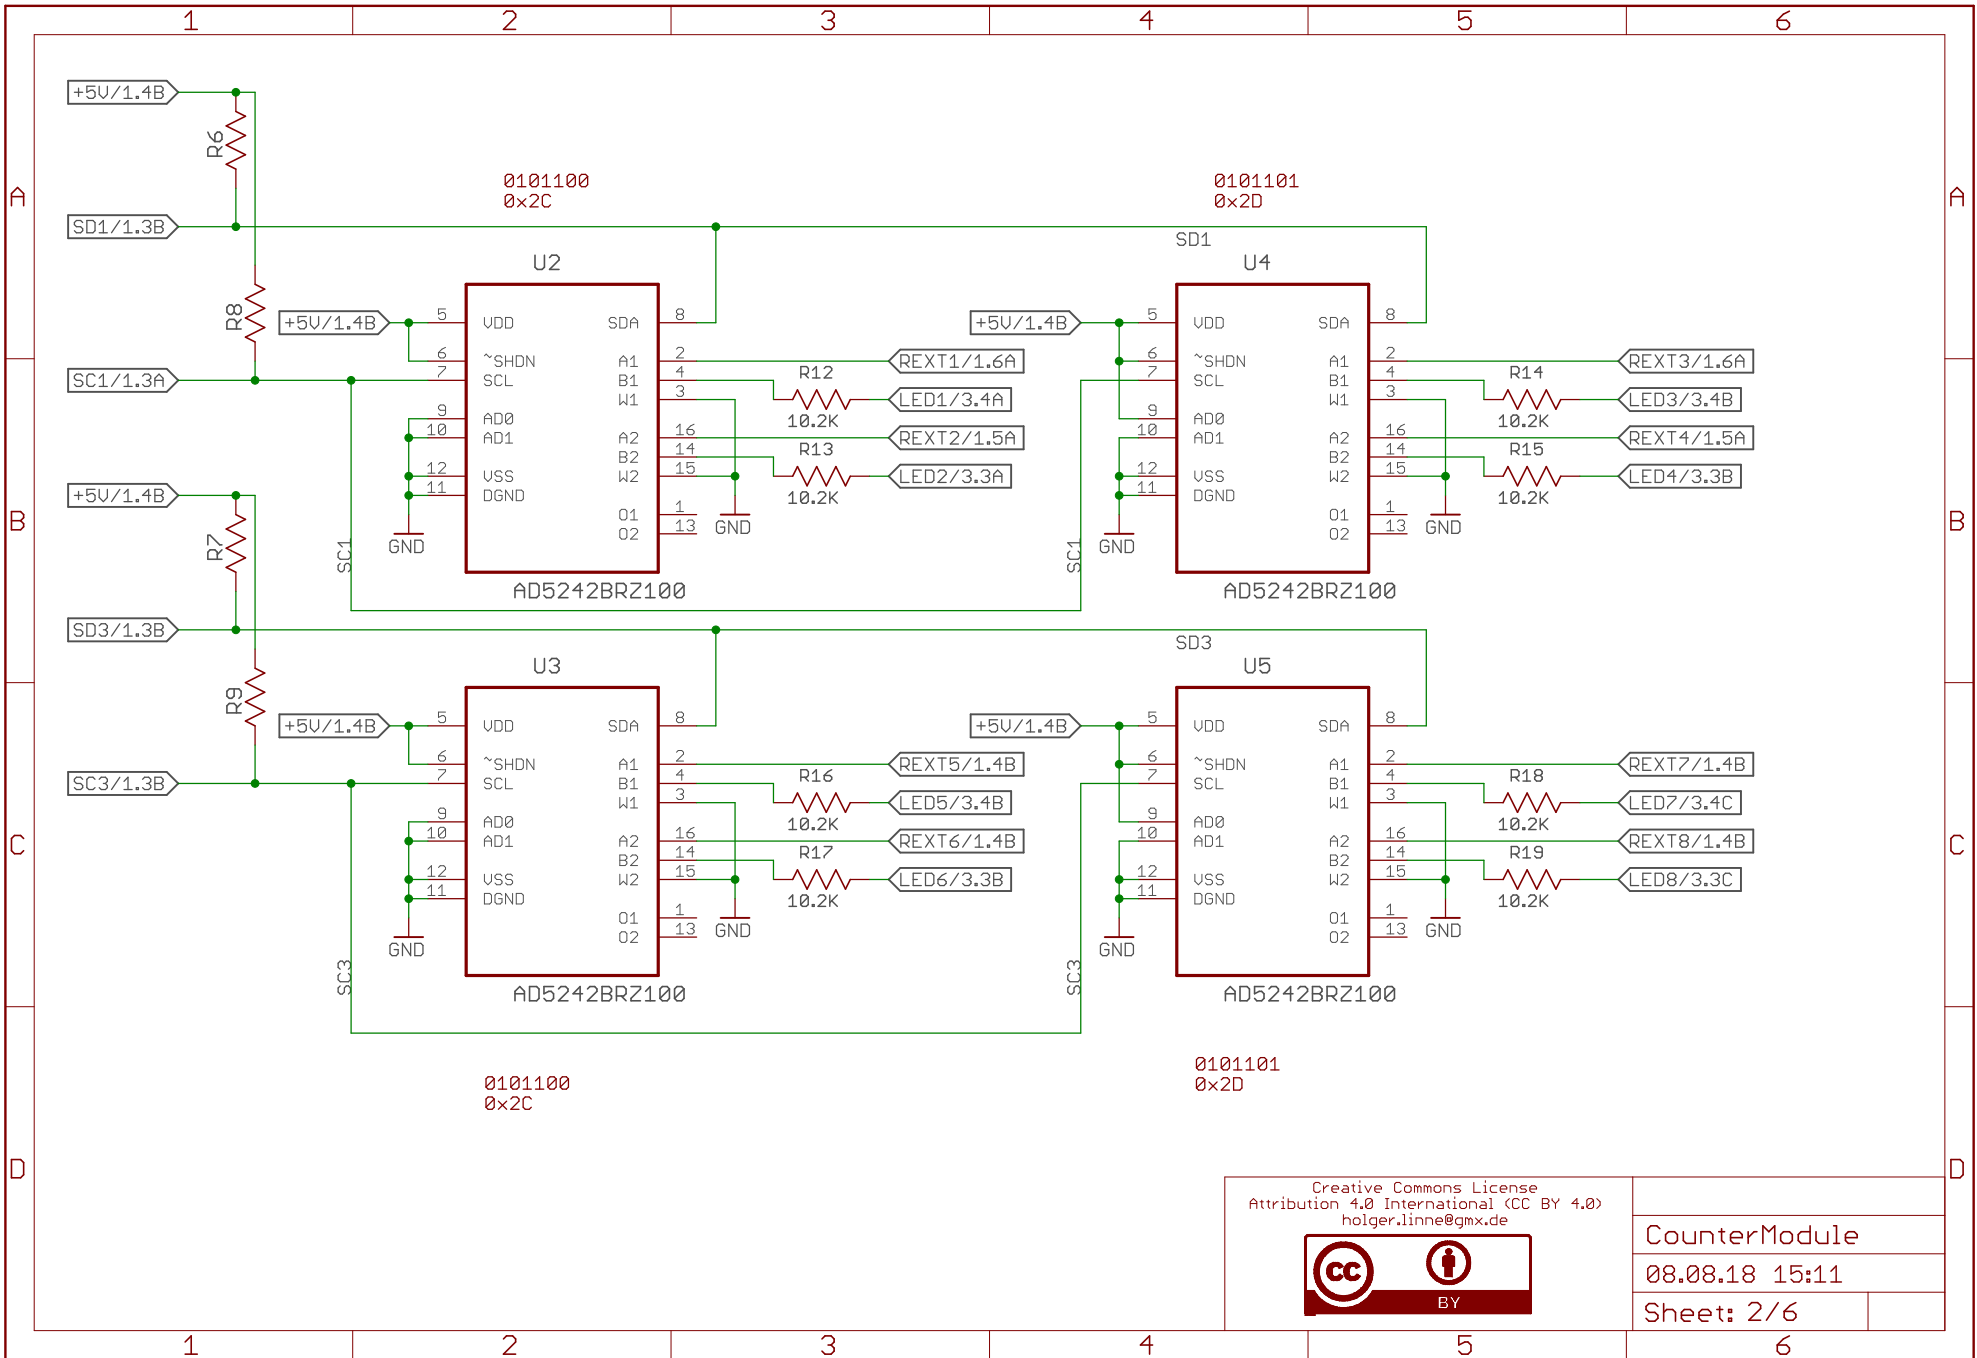 1 2 3 4 5 6
+5V/1.4B
R6
0101100
0x2C
0101101
0x2D
A A
SD1/1.3B
SD1
U2 U4
R8
+5V/1.4B 5 VDD SDA 8
+5V/1.4B 5 VDD SDA 8
6 ~SHDN A1 2 REXT1/1.6A
6 ~SHDN A1 2 REXT3/1.6A
SC1/1.3A 7 SCL B1 4 R12
7 SCL B1 4 R14
W1 3 LED1/3.4A
W1 3 LED3/3.4B
10.2K 10.2K
9 AD0
9 AD0
10 AD1 A2 16 REXT2/1.5A
10 AD1 A2 16 REXT4/1.5A
B2 14 R13
B2 14 R15
12 VSS W2 15 LED2/3.3A
12 VSS W2 15 LED4/3.3B
11 DGND 10.2K
11 DGND 10.2K
+5V/1.4B
O1 1
O1 1
B B
O2 13 GND
O2 13 GND
R7
SC1 GND
SC1 GND
AD5242BRZ100 AD5242BRZ100
SD3/1.3B
SD3
U3 U5
R9
+5V/1.4B 5 VDD SDA 8
+5V/1.4B 5 VDD SDA 8
6 ~SHDN A1 2 REXT5/1.4B
6 ~SHDN A1 2 REXT7/1.4B
SC3/1.3B 7 SCL B1 4 R16
7 SCL B1 4 R18
W1 3 LED5/3.4B
W1 3 LED7/3.4C
10.2K 10.2K
9 AD0
9 AD0
C C
10 AD1 A2 16 REXT6/1.4B
10 AD1 A2 16 REXT8/1.4B
B2 14 R17
B2 14 R19
12 VSS W2 15 LED6/3.3B
12 VSS W2 15 LED8/3.3C
11 DGND 10.2K
11 DGND 10.2K
O1 1
O1 1
O2 13 GND
O2 13 GND
GND GND
SC3 SC3
AD5242BRZ100 AD5242BRZ100
0101100
0x2C
0101101
0x2D
D D
Creative Commons License
Attribution 4.0 International (CC BY 4.0)
holger.linne@gmx.de
cc
BY
CounterModule
08.08.18 15:11
Sheet: 2/6
1 2 3 4 5 6